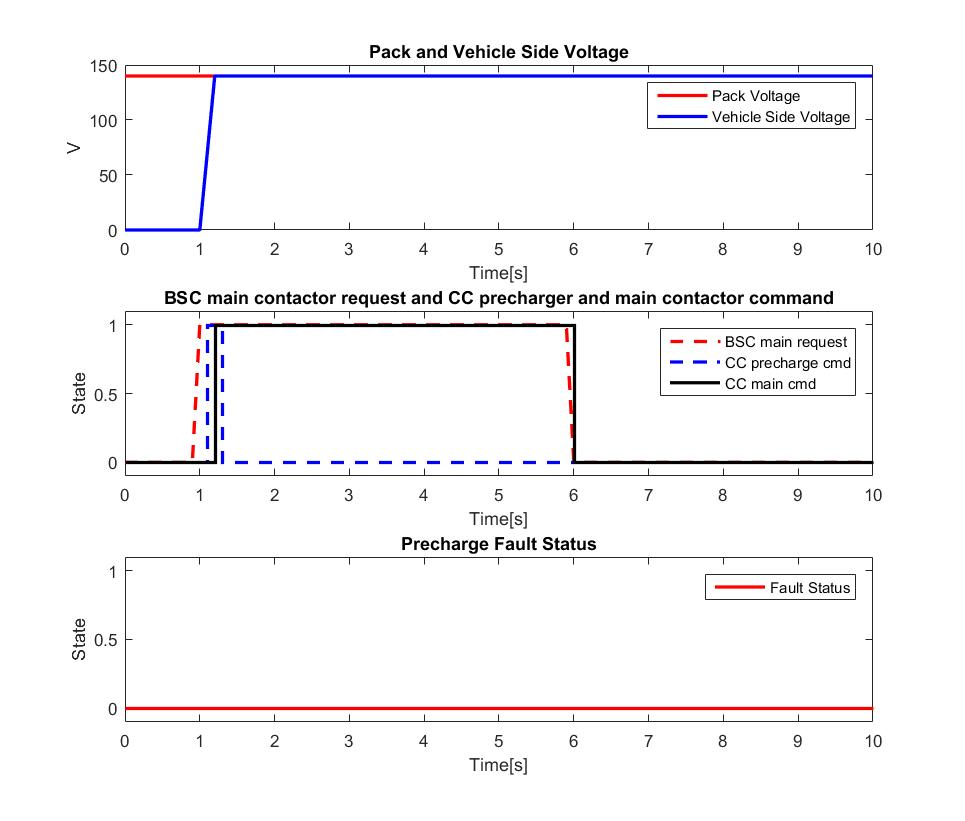 Pack and Vehicle Side Voltage
150
100
50
0
V
Pack Voltage
Vehicle Side Voltage
0 1 2 3 4 5 6 7 8 9 10
Time[s]
BSC main contactor request and CC precharger and main contactor command
1
0.5
0
State
BSC main request
CC precharge cmd
CC main cmd
0 1 2 3 4 5 6 7 8 9 10
Time[s]
Precharge Fault Status
1
0.5
0
State
Fault Status
0 1 2 3 4 5 6 7 8 9 10
Time[s]